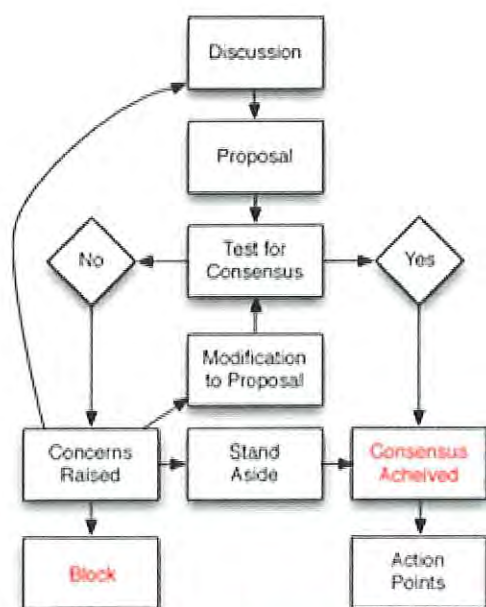 Discussion
Proposal
Test for
Consensus
No
Yes
Modification
to Proposal
Concerns
Raised
Stand
Aside
Consensus
Acheived
Block
Action
Points